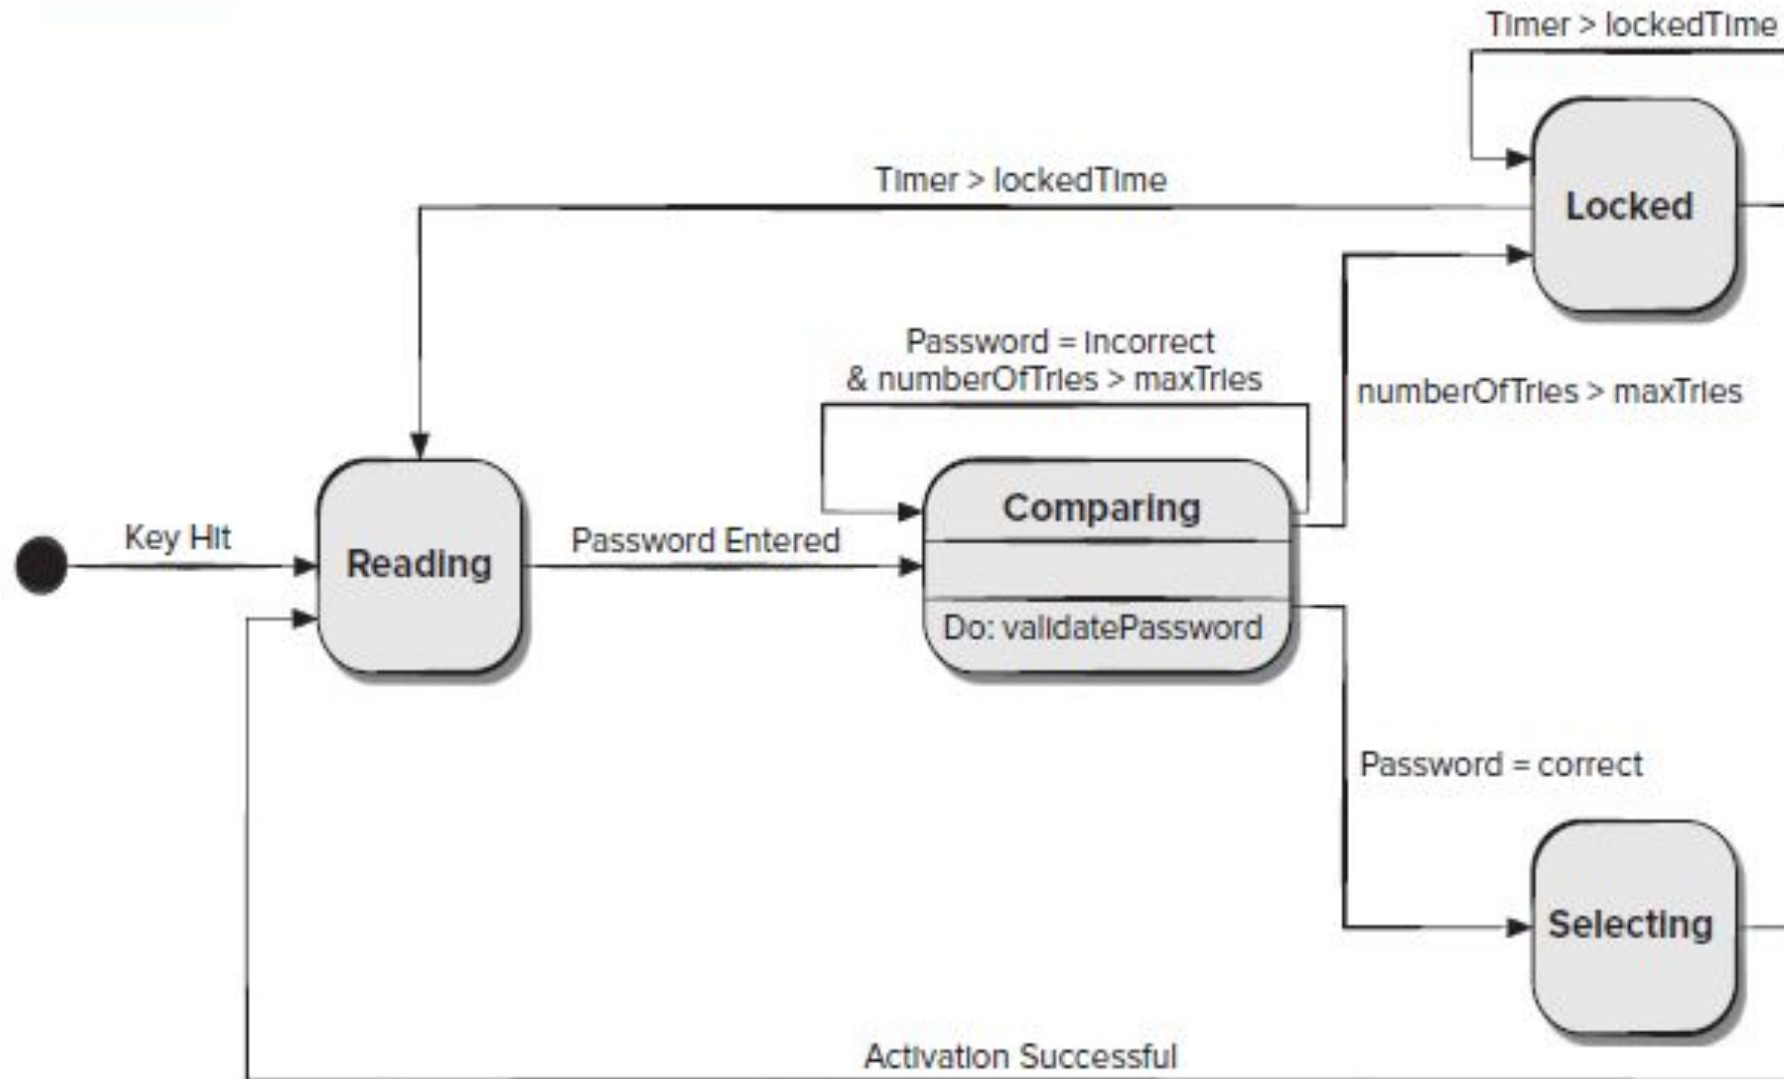 Timer > lockedTime
Timer > lockedTime
Locked
Password = Incorrect
& numberOfTries > maxTries
numberOfTries > maxTries
Key Hit
Reading
Password Entered
Comparing
Do: validatePassword
Password = correct
Selecting
Activation Successful